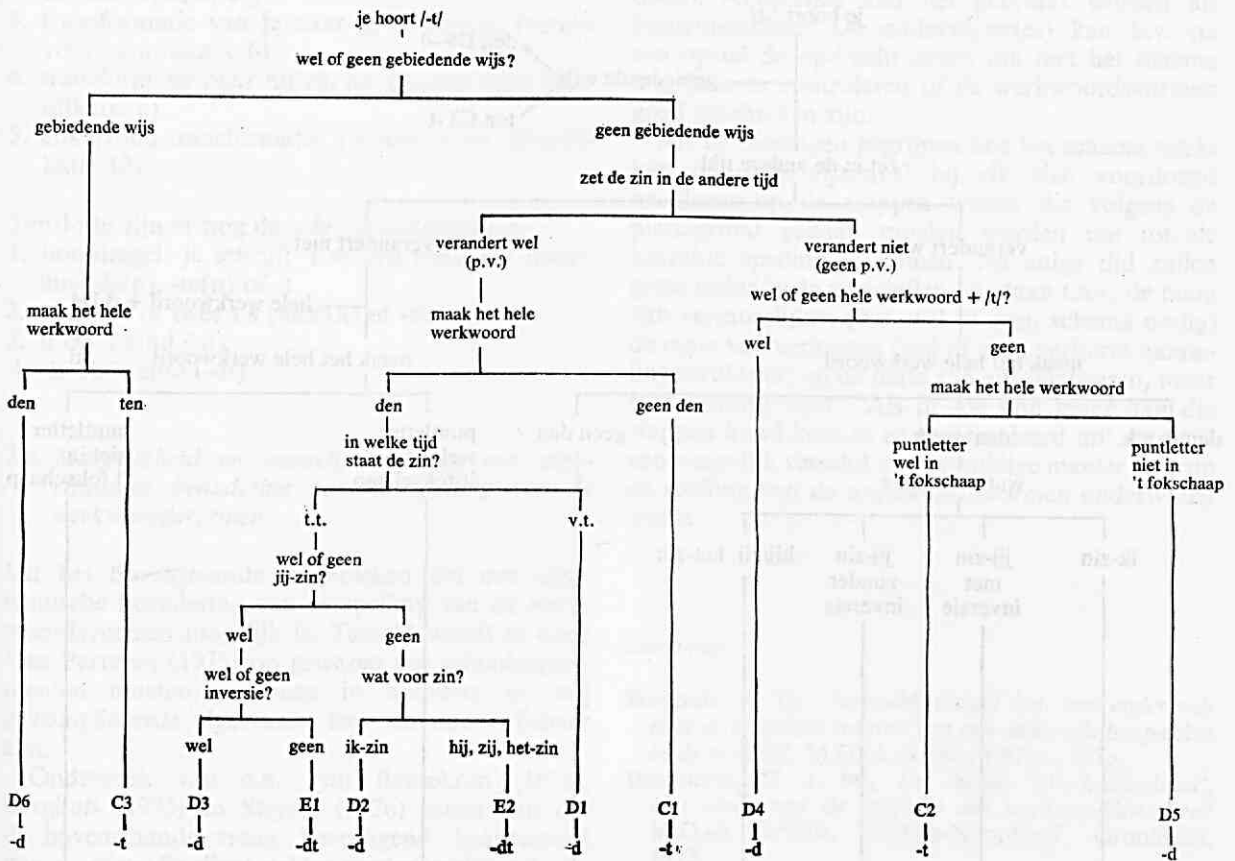 je hoort /-t/
wel of geen gebiedende wijs?
gebiedende wijs
geen gebiedende wijs
zet de zin in de andere tijd
verandert wel
(p.v.)
verandert niet
(geen p.v.)
wel of geen hele werkwoord + /t/?
maak het hele
werkwoord
maak het hele
werkwoord
wel
geen
maak het hele werkwoord
den
ten
den
geen den
puntletter
wel in
't fokschaap
puntletter
niet in
't fokschaap
in welke tijd
staat de zin?
t.t.
v.t.
wel of geen
jij-zin?
wel
geen
wel of geen
inversie?
wat voor zin?
wel
geen
ik-zin
hij, zij, het-zin
D6 C3 D3 E1 D2 E2 D1 C1 D4 C2 D5
-d -t -d -dt -d -dt -d -t -d -t -d